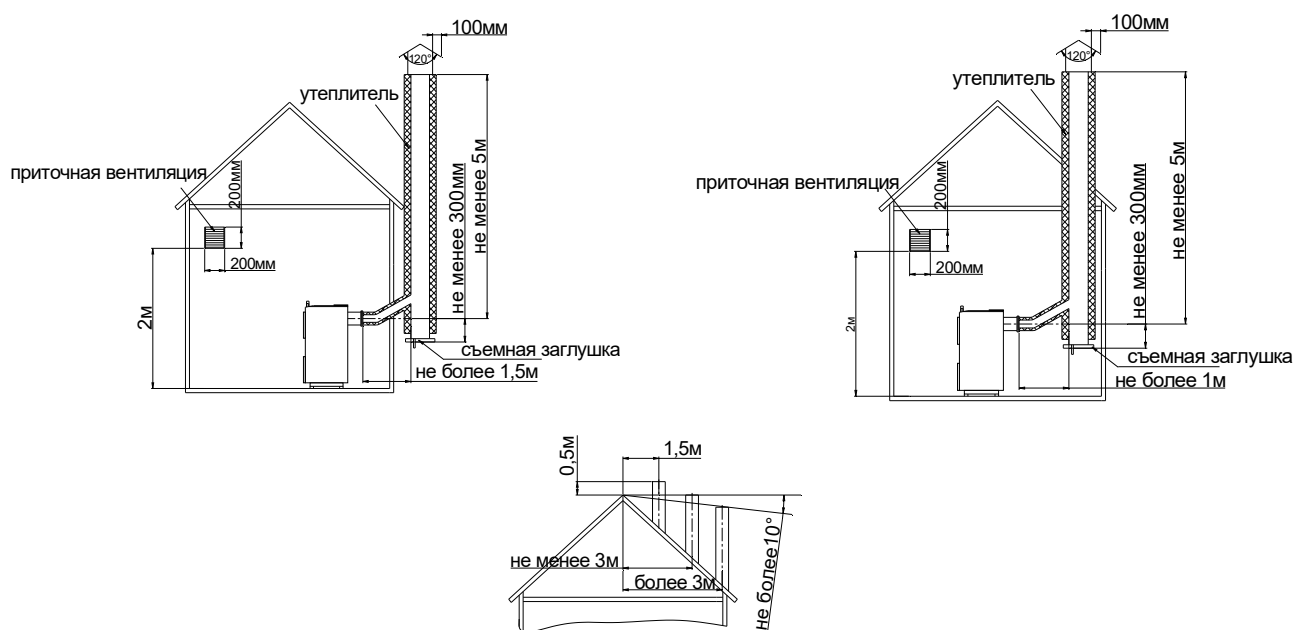 100мм
120°
утеплитель
приточная вентиляция
200мм
200мм
2м
не менее 300мм
не менее 5м
съемная заглушка
не более 1,5м
100мм
120°
утеплитель
приточная вентиляция
200мм
200мм
2м
не менее 300мм
не менее 5м
съемная заглушка
не более 1м
0,5м
1,5м
не менее 3м
более 3м
не более10°